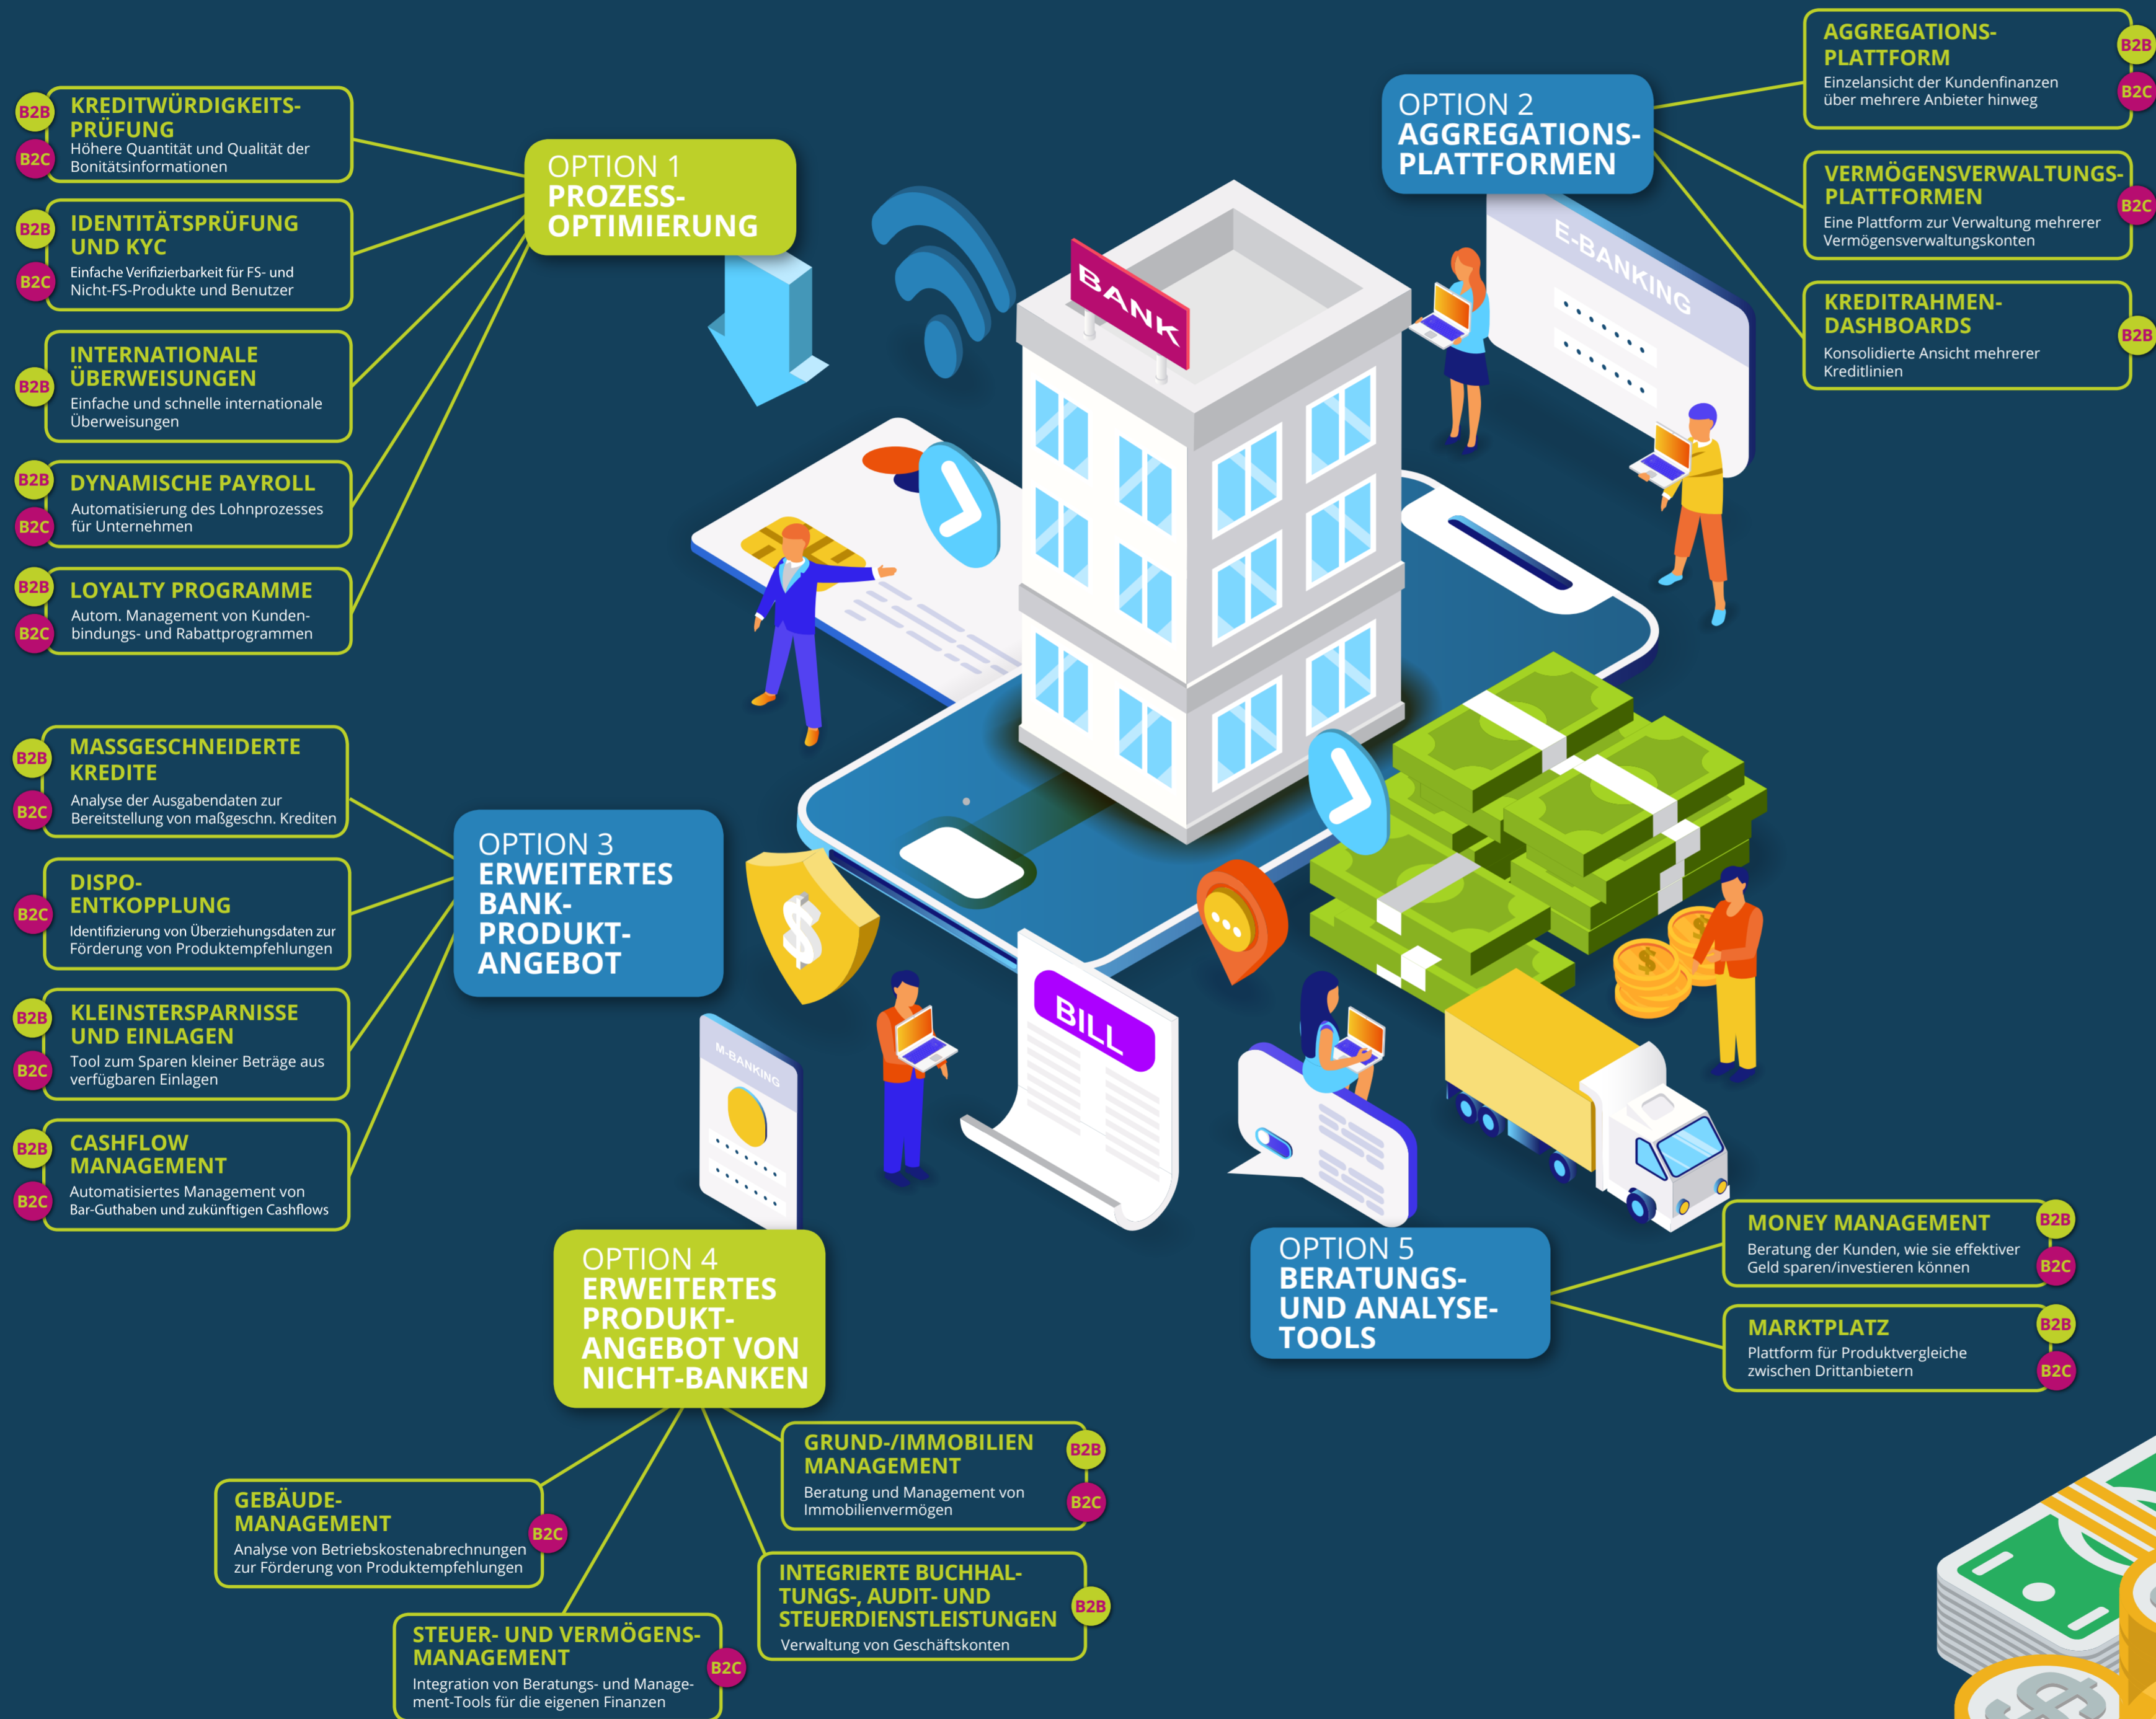 OPTION 1
PROZESS-
OPTIMIERUNG
B2B
B2C
KREDITWÜRDIGKEITS-
PRÜFUNG
Höhere Quantität und Qualität der
Bonitätsinformationen
B2B
B2C
IDENTITÄTSPRÜFUNG
UND KYC
Einfache Verifizierbarkeit für FS- und
Nicht-FS-Produkte und Benutzer
B2B
INTERNATIONALE
ÜBERWEISUNGEN
Einfache und schnelle internationale
Überweisungen
B2B
B2C
DYNAMISCHE PAYROLL
Automatisierung des Lohnprozesses
für Unternehmen
B2B
B2C
LOYALTY PROGRAMME
Autom. Management von Kunden-
bindungs- und Rabattprogrammen
OPTION 2
AGGREGATIONS-
PLATTFORMEN
AGGREGATIONS-
PLATTFORM
Einzelansicht der Kundenfinanzen
über mehrere Anbieter hinweg
B2B
B2C
VERMÖGENSVERWALTUNGS-
PLATTFORMEN
Eine Plattform zur Verwaltung mehrerer
Vermögensverwaltungskonten
B2C
KREDITRAHMEN-
DASHBOARDS
Konsolidierte Ansicht mehrerer
Kreditlinien
B2B
E-BANKING
BANK
OPTION 3
ERWEITERTES
BANK-
PRODUKT-
ANGEBOT
B2B
B2C
MASSGESCHNEIDERTE
KREDITE
Analyse der Ausgabendaten zur
Bereitstellung von maßgeschn. Krediten
B2C
DISPO-
ENTKOPPLUNG
Identifizierung von Überziehungsdaten zur
Förderung von Produktempfehlungen
B2B
B2C
KLEINSTERSPARNISSE
UND EINLAGEN
Tool zum Sparen kleiner Beträge aus
verfügbaren Einlagen
B2B
B2C
CASHFLOW
MANAGEMENT
Automatisiertes Management von
Bar-Guthaben und zukünftigen Cashflows
$
$
$
BILL
M-BANKING
OPTION 4
ERWEITERTES
PRODUKT-
ANGEBOT VON
NICHT-BANKEN
GEBÄUDE-
MANAGEMENT
Analyse von Betriebskostenabrechnungen
zur Förderung von Produktempfehlungen
B2C
STEUER- UND VERMÖGENS-
MANAGEMENT
Integration von Beratungs- und Manage-
ment-Tools für die eigenen Finanzen
B2C
GRUND-/IMMOBILIEN
MANAGEMENT
Beratung und Management von
Immobilienvermögen
B2B
B2C
INTEGRIERTE BUCHHAL-
TUNGS-, AUDIT- UND
STEUERDIENSTLEISTUNGEN
Verwaltung von Geschäftskonten
B2B
OPTION 5
BERATUNGS-
UND ANALYSE-
TOOLS
MONEY MANAGEMENT
Beratung der Kunden, wie sie effektiver
Geld sparen/investieren können
B2B
B2C
MARKTPLATZ
Plattform für Produktvergleiche
zwischen Drittanbietern
B2B
B2C
$